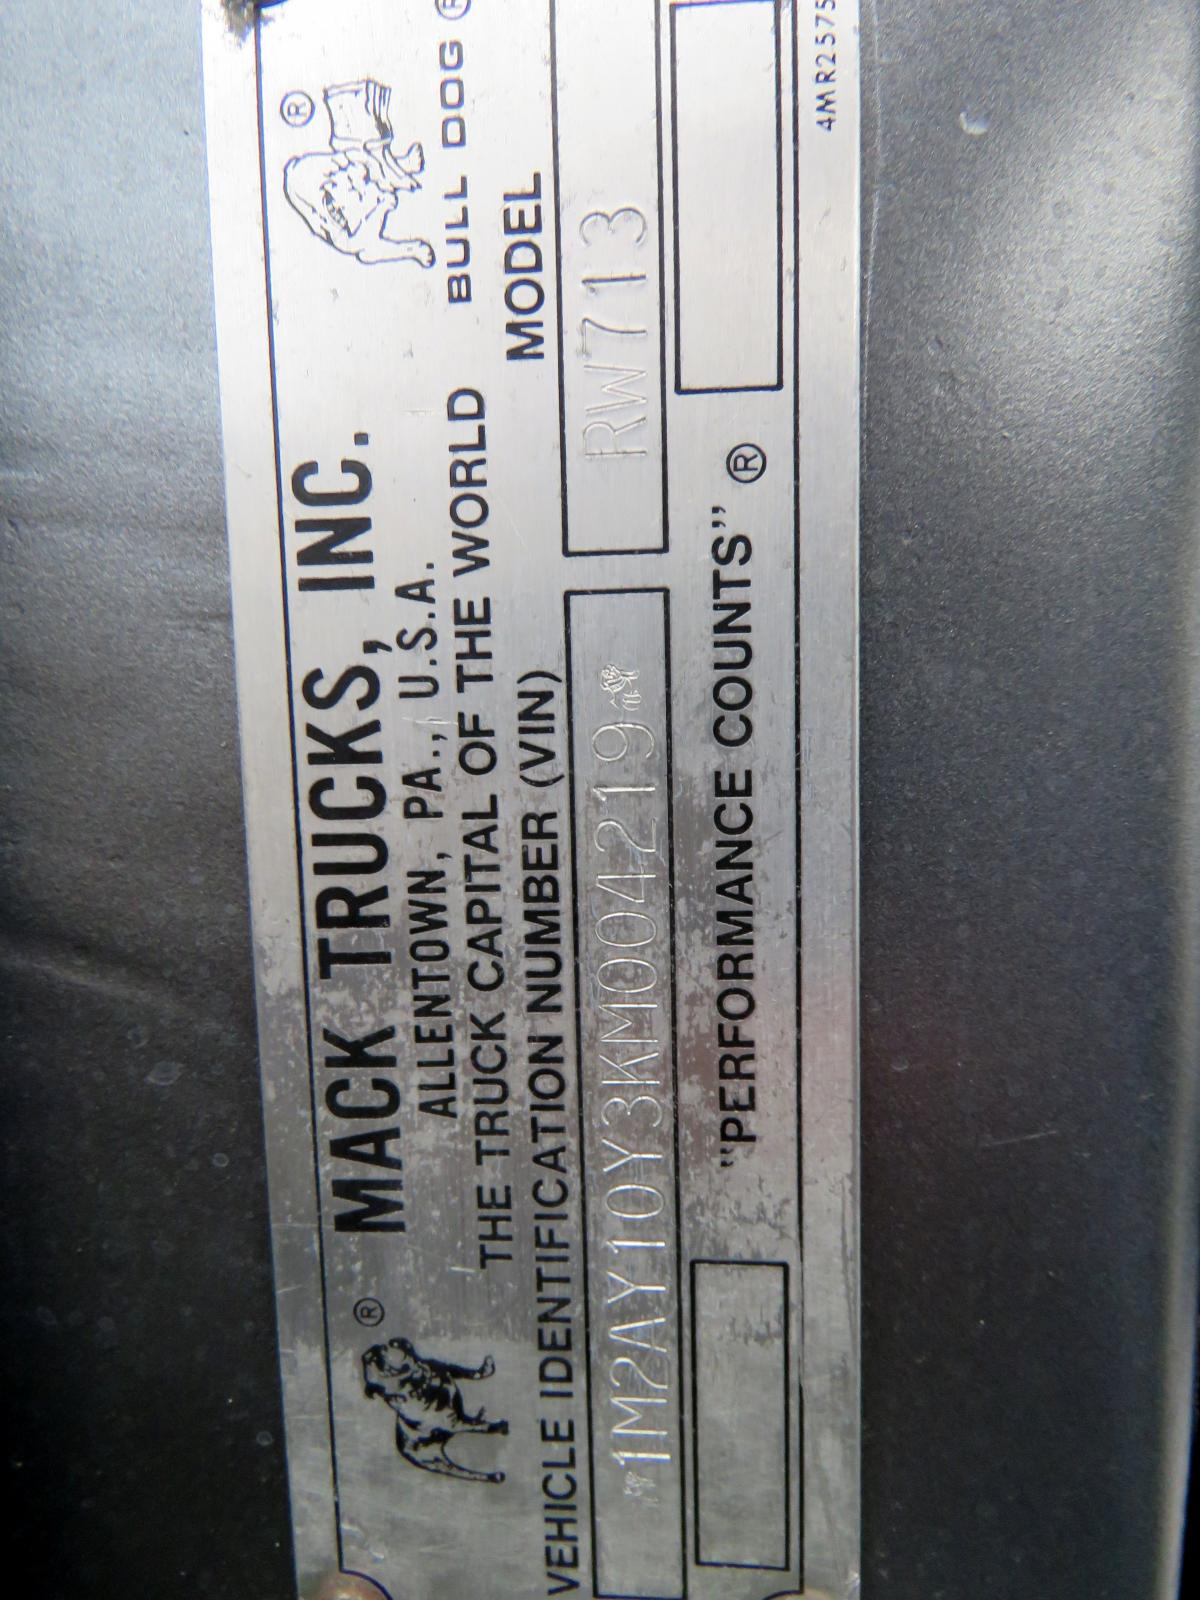 MACK TRUCKS, INC.
ALLENTOWN, PA., U.S.A.
THE TRUCK CAPITAL OF THE WORLD
BULL DOG ®
VEHICLE IDENTIFICATION NUMBER (VIN)
MODEL
1M2AY10Y3KM004219
RW713
"PERFORMANCE COUNTS" ®
4MR2575
®
®